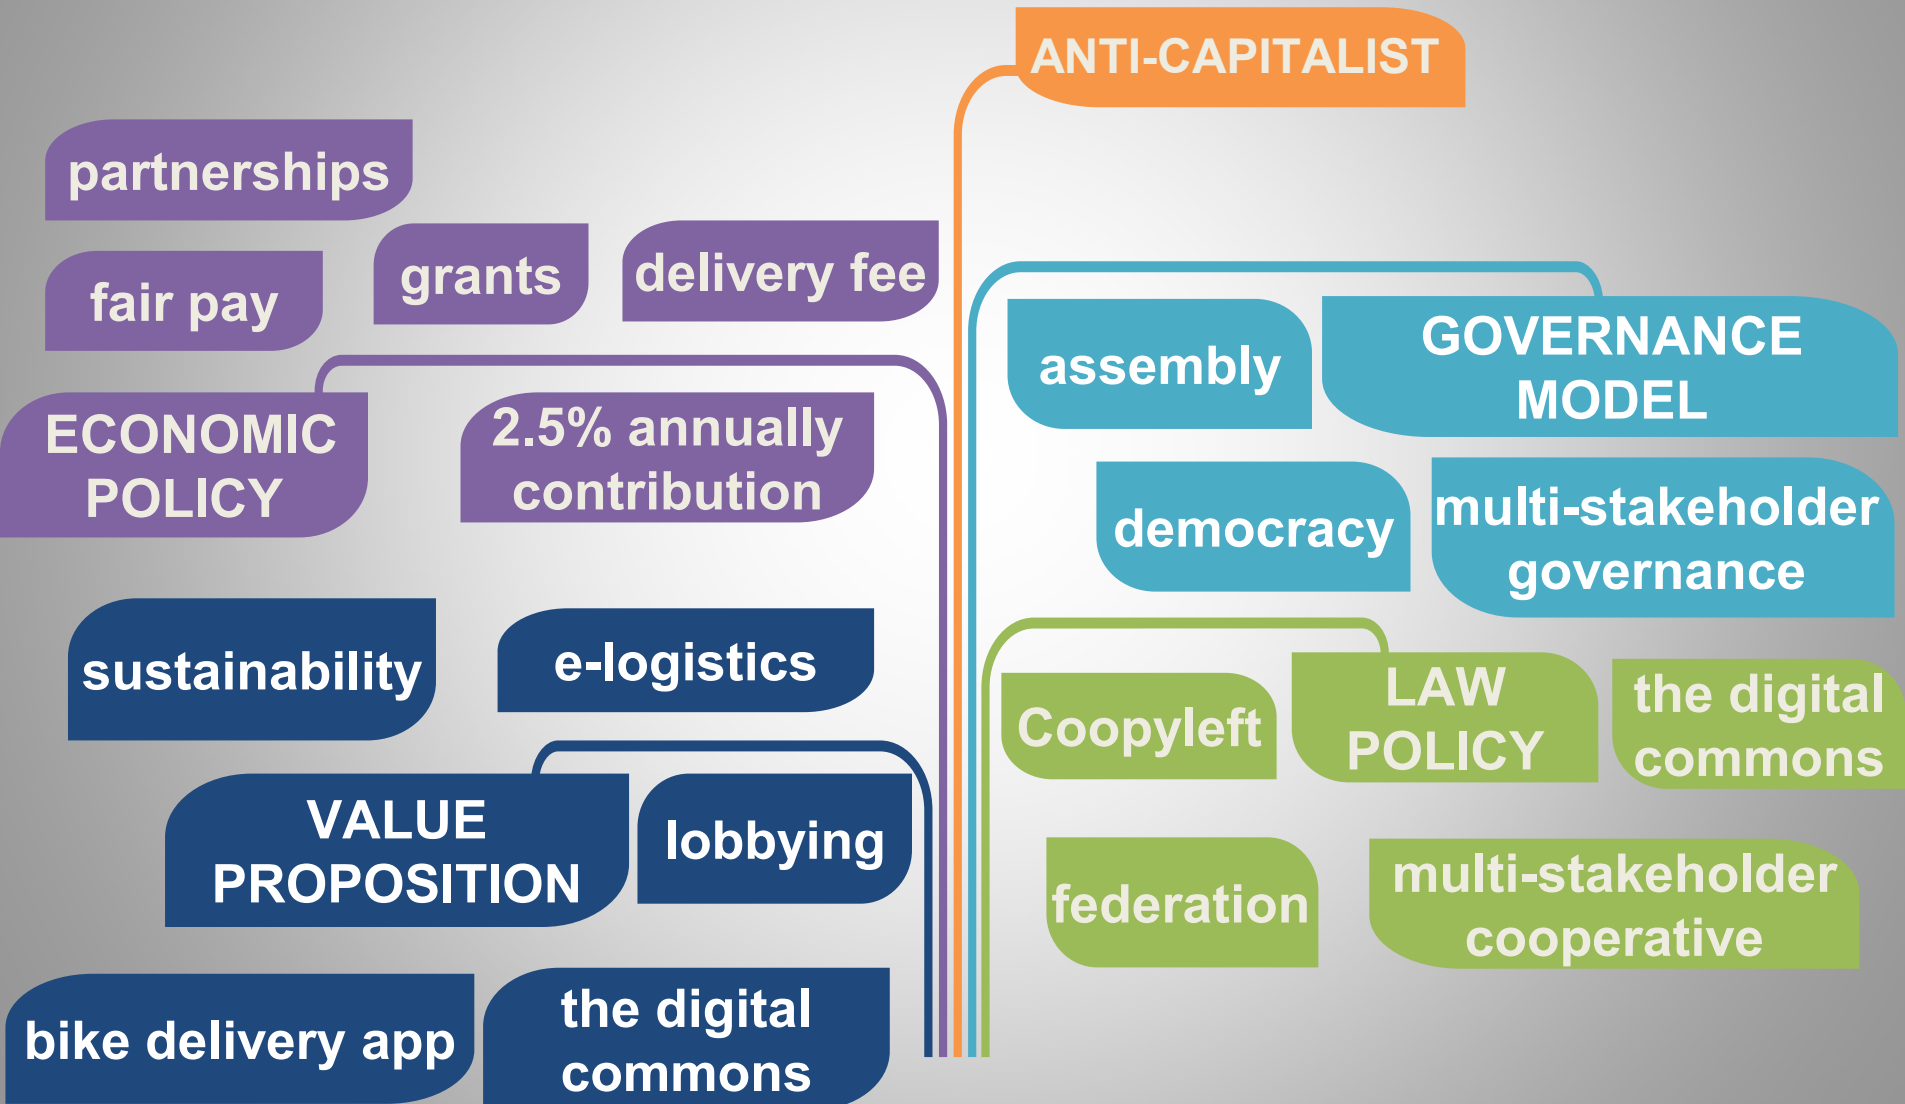 ANTI-CAPITALIST
partnerships
fair pay
grants
delivery fee
ECONOMIC
POLICY
2.5% annually
contribution
assembly
GOVERNANCE
MODEL
democracy
multi-stakeholder
governance
sustainability
e-logistics
VALUE
PROPOSITION
lobbying
bike delivery app
the digital
commons
Coopyleft
LAW
POLICY
the digital
commons
federation
multi-stakeholder
cooperative